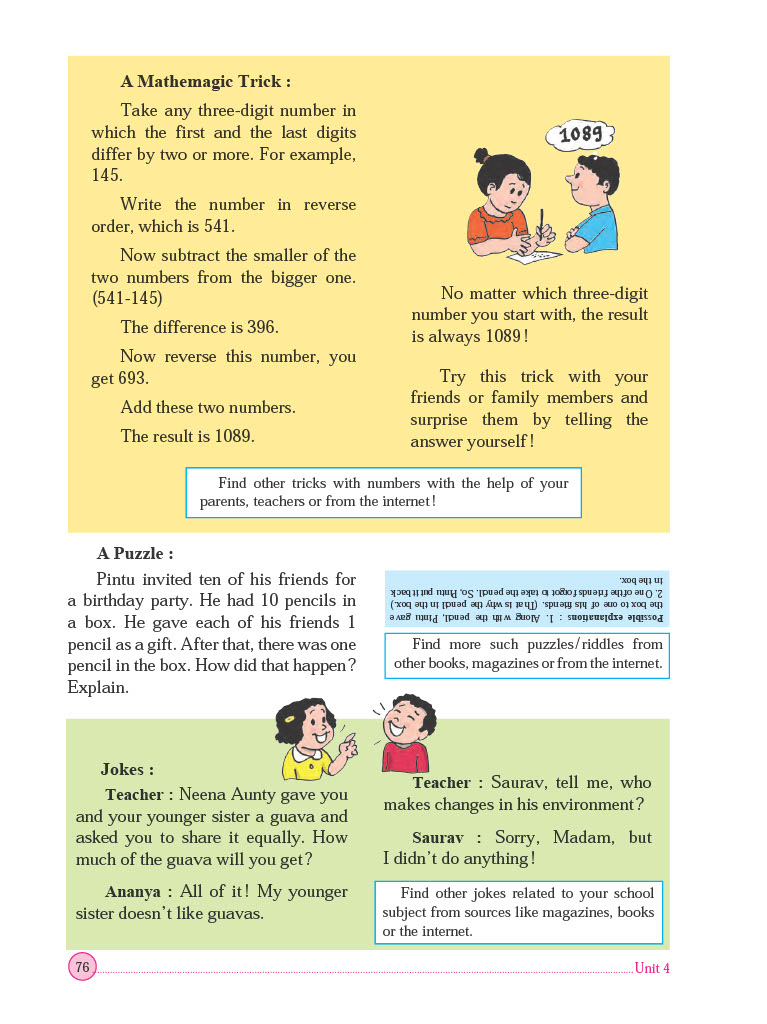 A Mathemagic Trick :
Take any three-digit number in
which the first and the last digits
differ by two or more. For example,
145.
Write the number in reverse
order, which is 541.
Now subtract the smaller of the
two numbers from the bigger one.
(541-145)
The difference is 396.
Now reverse this number, you
get 693.
Add these two numbers.
The result is 1089.
1089
No matter which three-digit
number you start with, the result
is always 1089!
Try this trick with your
friends or family members and
surprise them by telling the
answer yourself!
Find other tricks with numbers with the help of your
parents, teachers or from the internet!
A Puzzle :
Pintu invited ten of his friends for
a birthday party. He had 10 pencils in
a box. He gave each of his friends 1
pencil as a gift. After that, there was one
pencil in the box. How did that happen?
Explain.
Possible explanations : 1. Along with the pencil, Pintu gave
the box to one of his friends. (That is why the pencil in the box.)
2. One of the friends forgot to take the pencil. So, Pintu put it back
in the box.
Find more such puzzles/riddles from
other books, magazines or from the internet.
Jokes :
Teacher : Neena Aunty gave you
and your younger sister a guava and
asked you to share it equally. How
much of the guava will you get?
Ananya : All of it! My younger
sister doesn't like guavas.
Teacher : Saurav, tell me, who
makes changes in his environment?
Saurav : Sorry, Madam, but
I didn't do anything!
Find other jokes related to your school
subject from sources like magazines, books
or the internet.
76
Unit 4